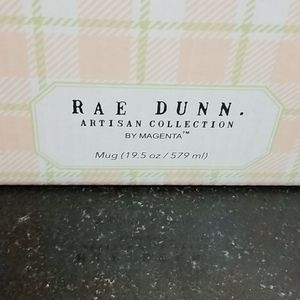 RAE DUNN.
ARTISAN COLLECTION
BY MAGENTA™
Mug (19.5 oz / 579 ml)